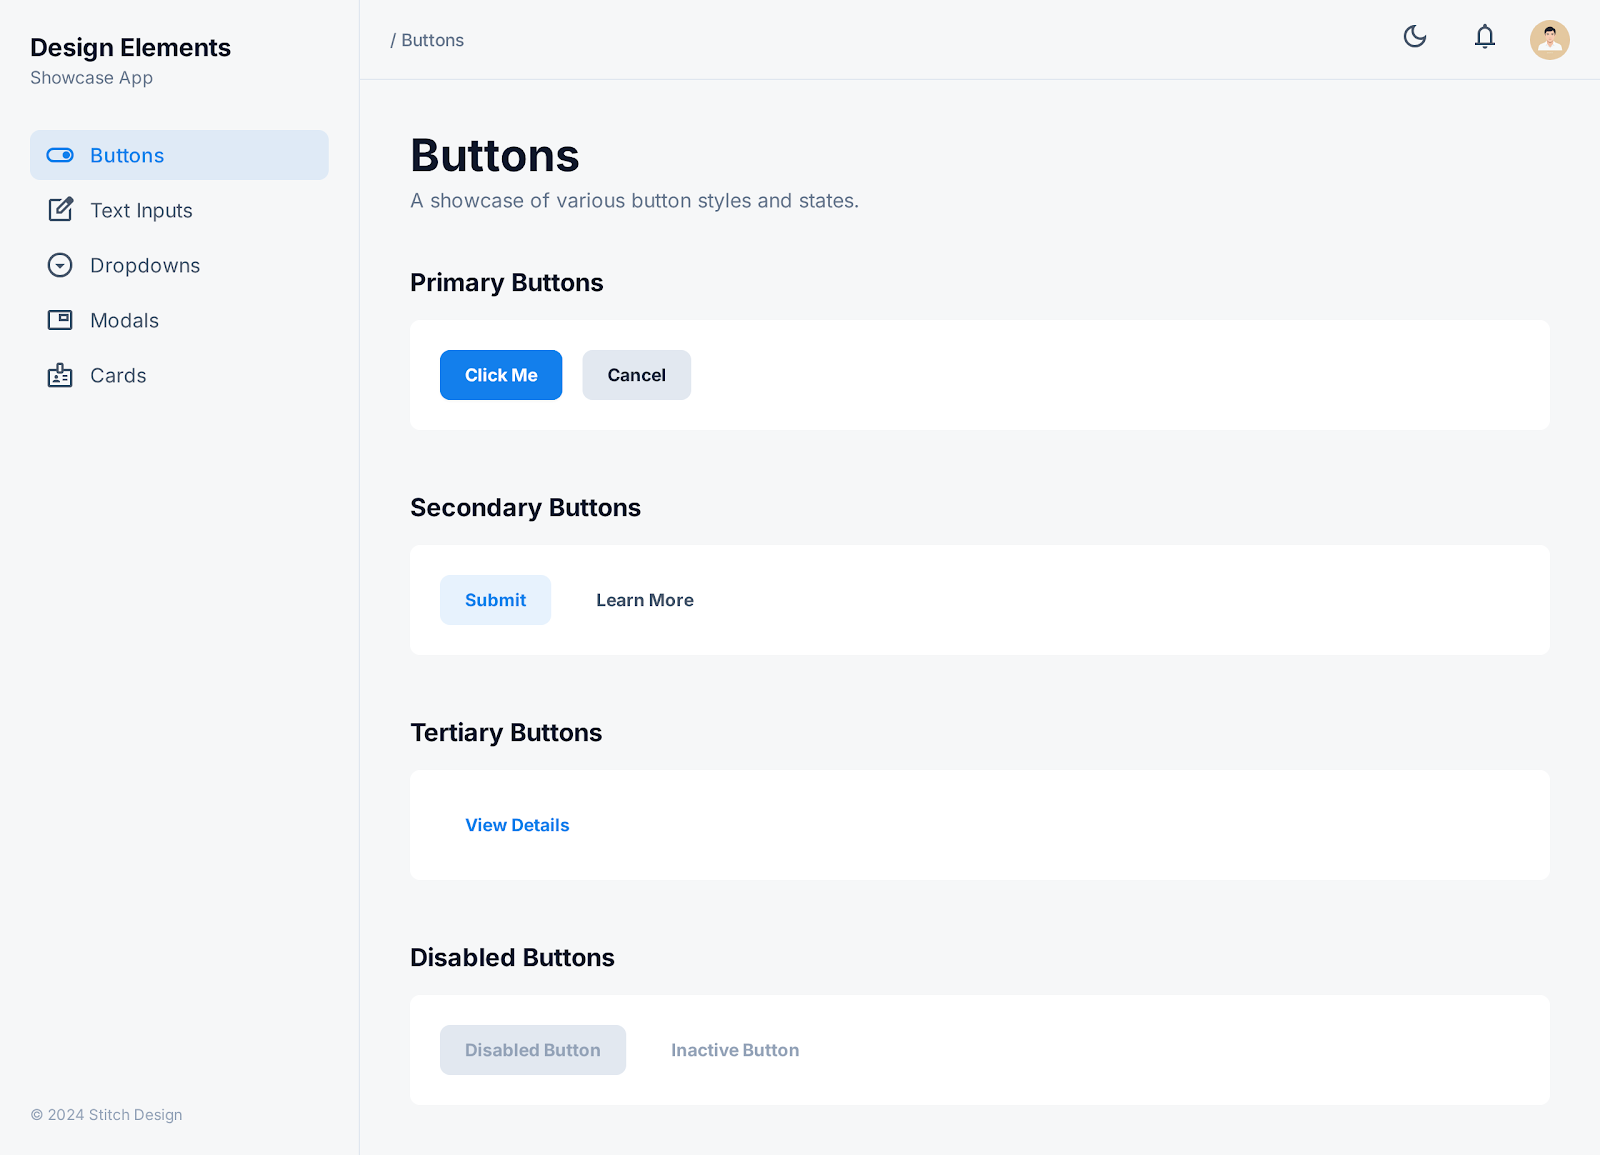 Design Elements
Showcase App
Buttons
Text Inputs
Dropdowns
Modals
Cards
© 2024 Stitch Design
/ Buttons
Buttons
A showcase of various button styles and states.
Primary Buttons
Click Me
Cancel
Secondary Buttons
Submit
Learn More
Tertiary Buttons
View Details
Disabled Buttons
Disabled Button
Inactive Button